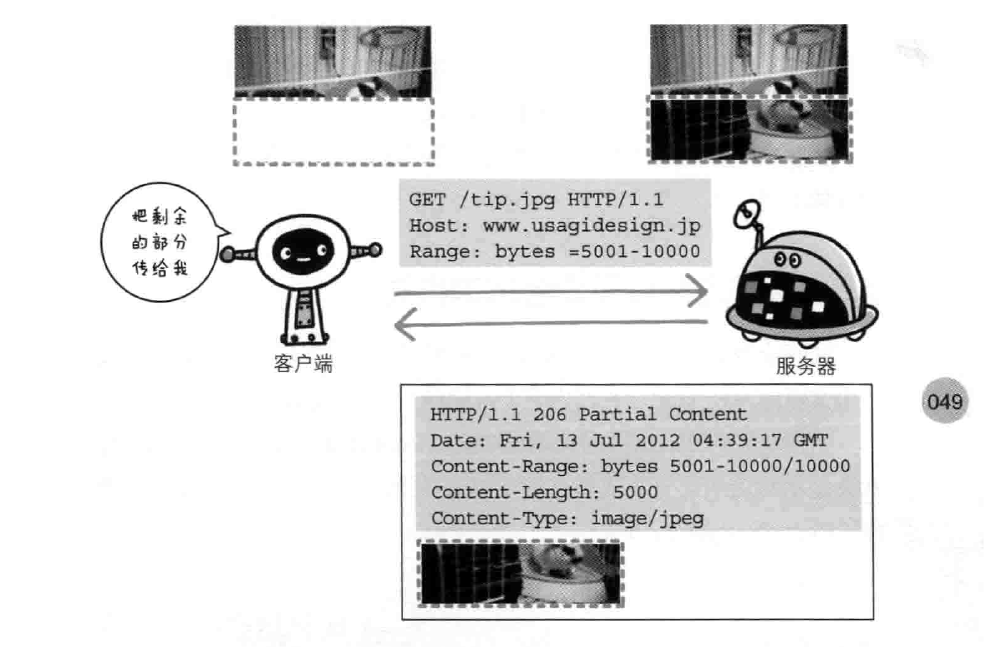 GET /tip.jpg HTTP/1.1
Host: www.usagidesign.jp
Range: bytes =5001-10000
把剩余
的部分
传给我
客户端
服务器
049
HTTP/1.1 206 Partial Content
Date: Fri, 13 Jul 2012 04:39:17 GMT
Content-Range: bytes 5001-10000/10000
Content-Length: 5000
Content-Type: image/jpeg